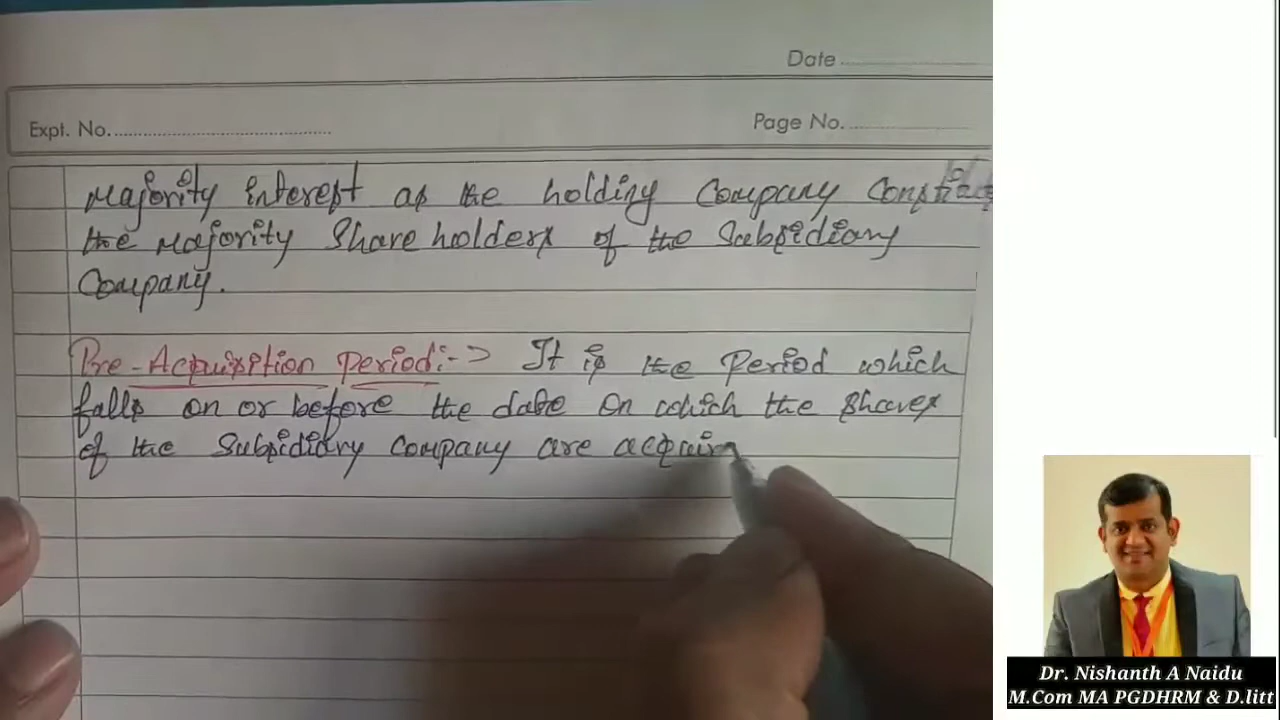 Date
Expt. No.
Page No.
Majority interest as the holding Company
the Majority Share holders of the Subsidiary
Company.
Pre-Acquisition Period:-> It is the Period which
falls on or before the date on which the Shares
of the Subsidiary Company are acquir
Dr. Nishanth A Naidu
M.Com MA PGDHRM & D.litt